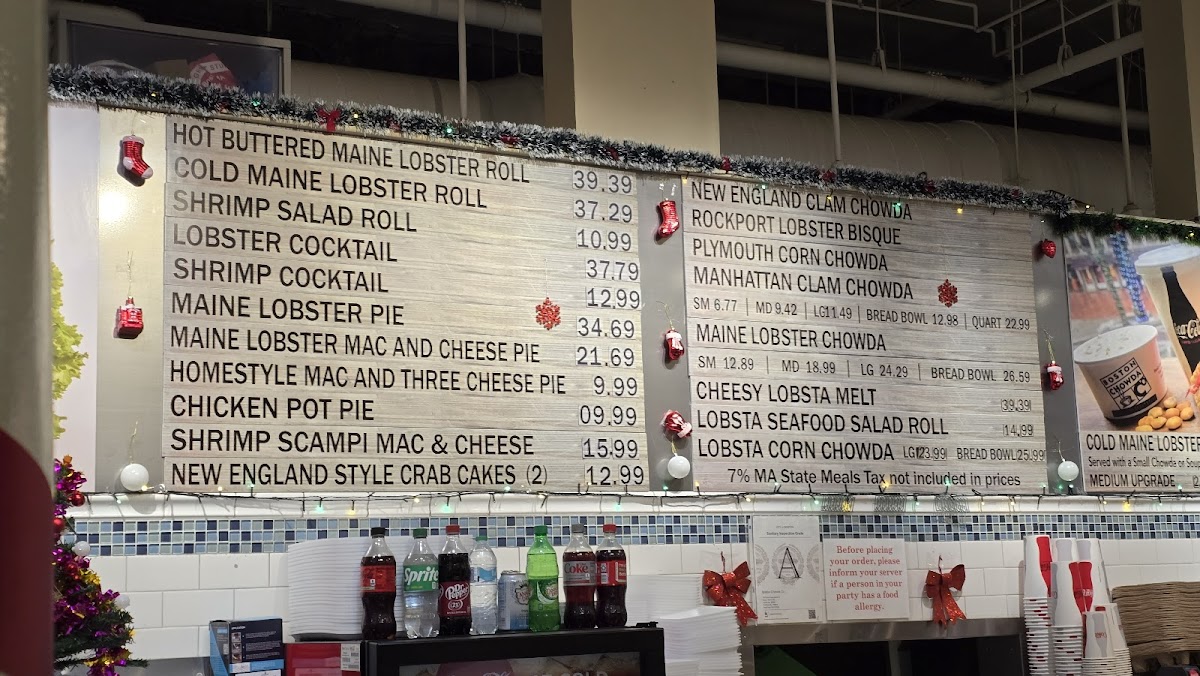 HOT BUTTERED MAINE LOBSTER ROLL 39.39
COLD MAINE LOBSTER ROLL 37.29
SHRIMP SALAD ROLL 10.99
LOBSTER COCKTAIL 37.79
SHRIMP COCKTAIL 12.99
MAINE LOBSTER PIE 34.69
MAINE LOBSTER MAC AND CHEESE PIE 21.69
HOMESTYLE MAC AND THREE CHEESE PIE 9.99
CHICKEN POT PIE 09.99
SHRIMP SCAMPI MAC & CHEESE 15.99
NEW ENGLAND STYLE CRAB CAKES (2) 12.99
NEW ENGLAND CLAM CHOWDA
ROCKPORT LOBSTER BISQUE
PLYMOUTH CORN CHOWDA
MANHATTAN CLAM CHOWDA
SM 6.77 | MD 9.42 | LG 11.49 | BREAD BOWL 12.98 | QUART 22.99
MAINE LOBSTER CHOWDA
SM 12.89 | MD 18.99 | LG 24.29 | BREAD BOWL 26.59
CHEESY LOBSTA MELT 39.39
LOBSTA SEAFOOD SALAD ROLL 14.99
LOBSTA CORN CHOWDA LG 23.99 BREAD BOWL 25.99
7% MA State Meals Tax not included in prices
BOSTON
CHOWDA
Co
Coca-Cola
COLD MAINE LOBSTER
Served with a Small Chowda or
MEDIUM UPGRADE
Sprite
Dr Pepper
Coke
A
Before placing
your order, please
inform your server
if a person in your
party has a food
allergy.